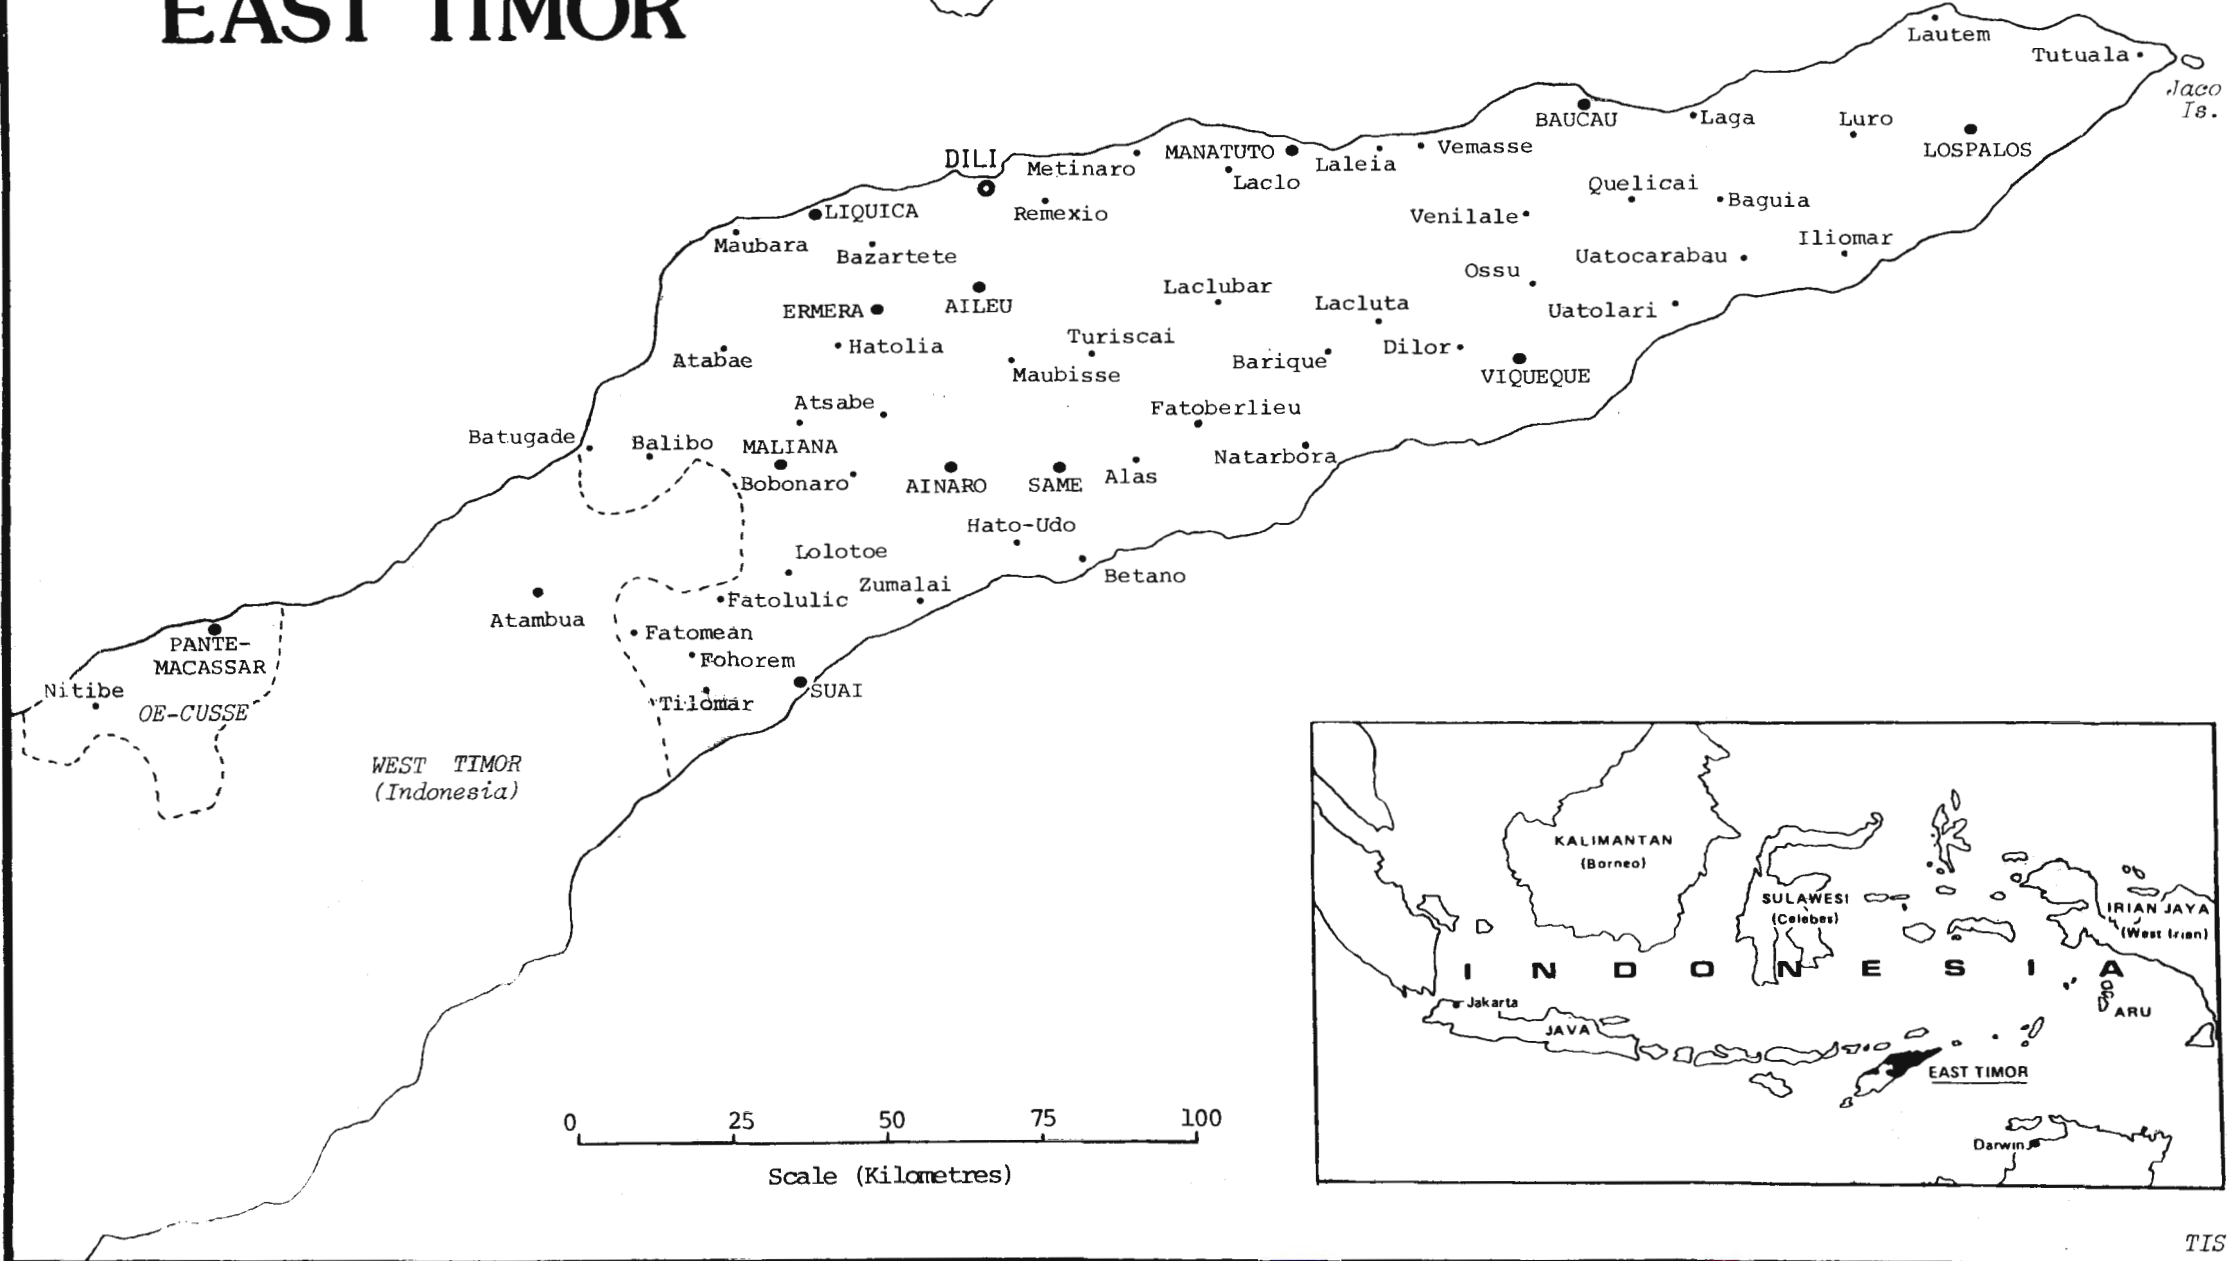 EAST TIMOR
Lautem
Tutuala
Jaco
Is.
BAUCAU
Laga
Luro
LOSPALOS
DILI
Metinaro
MANATUTO
Laclo
Laleia
Vemasse
Quelicai
Baguia
LIQUICA
Remexio
Venilale
Maubara
Bazartete
Uatocarabau
Iliomar
Ossu
Laclubar
Lacluta
Uatolari
ERMERA
AILEU
Atabae
Hatolia
Turiscai
Maubisse
Barique
Dilor
VIQUEQUE
Atsabe
Fatoberlieu
Batugade
Balibo
MALIANA
Natarbora
Bobonaro
AINARO
SAME
Alas
Hato-Udo
Lolotoe
Zumalai
Betano
Atambua
Fatolulic
PANTE-
MACASSAR
Fatomean
Fohorem
Nitibe
OE-CUSSE
Tilomar
SUAI
WEST TIMOR
(Indonesia)
0 25 50 75 100
Scale (Kilometres)
KALIMANTAN
(Borneo)
SULAWESI
(Celebes)
IRIAN JAYA
(West Irian)
INDONESIA
Jakarta
JAVA
ARU
EAST TIMOR
Darwin
TIS